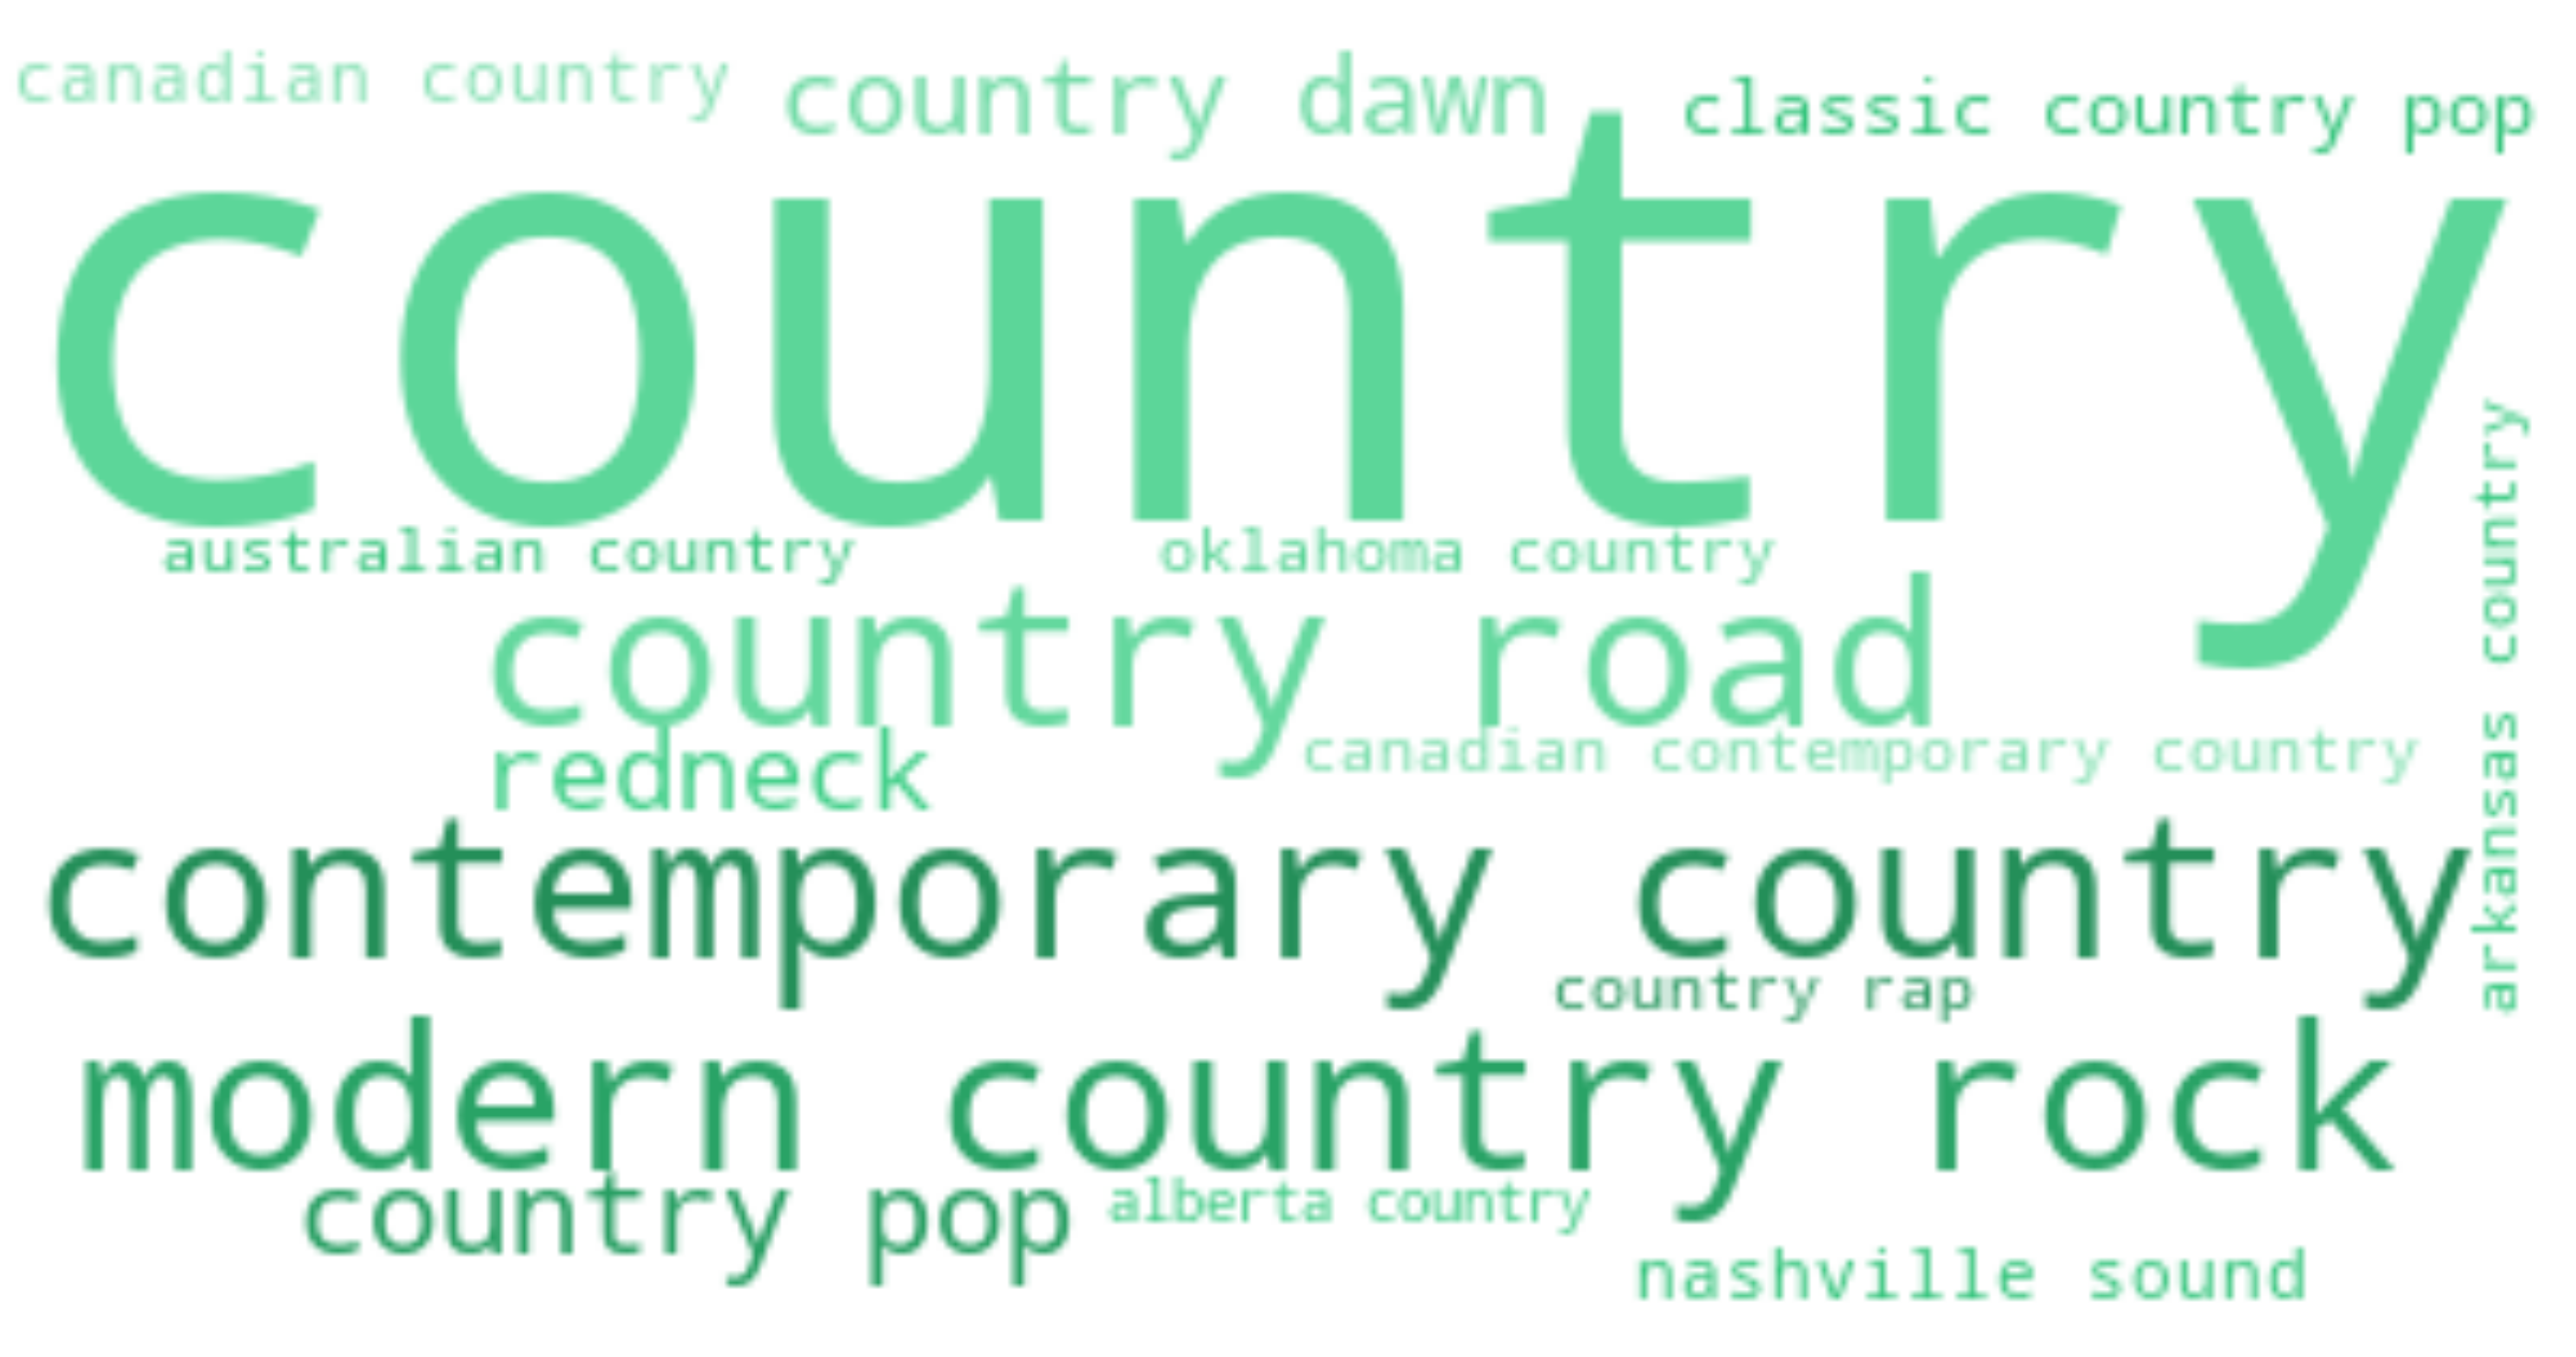 canadian country
country dawn
classic country pop
country
australian country
oklahoma country
country road
arkansas country
redneck
canadian contemporary country
contemporary country
country rap
modern country rock
country pop
alberta country
nashville sound